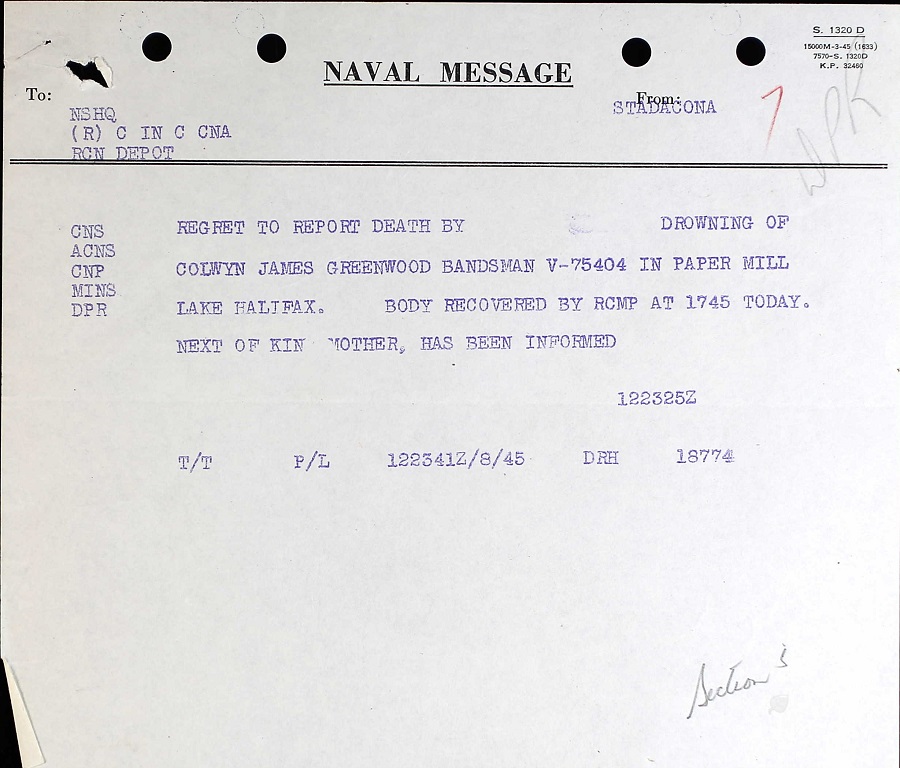 S. 1320 D
15000M-3-45 (1633)
7570-S. 1320D
K.P. 32460
NAVAL MESSAGE
To:
From:
STADACONA
NSHQ
(R) C IN C CNA
RCN DEPOT
7
DPR
CNS
ACNS
CNP
MINS
DPR
REGRET TO REPORT DEATH BY DROWNING OF
COLWYN JAMES GREENWOOD BANDSMAN V-75404 IN PAPER MILL
LAKE HALIFAX. BODY RECOVERED BY RCMP AT 1745 TODAY.
NEXT OF KIN MOTHER, HAS BEEN INFORMED
122325Z
T/T P/L 122341Z/8/45 DRH 18774
Section 3